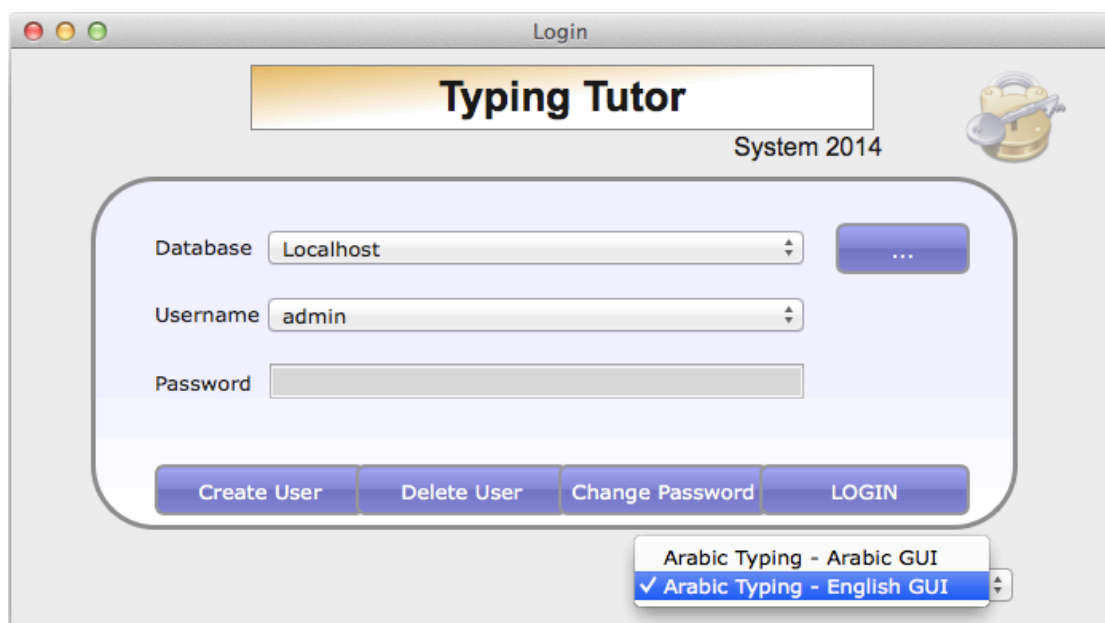 Login
Typing Tutor
System 2014
Database Localhost ...
Username admin
Password
Create User Delete User Change Password LOGIN
Arabic Typing - Arabic GUI
✓ Arabic Typing - English GUI